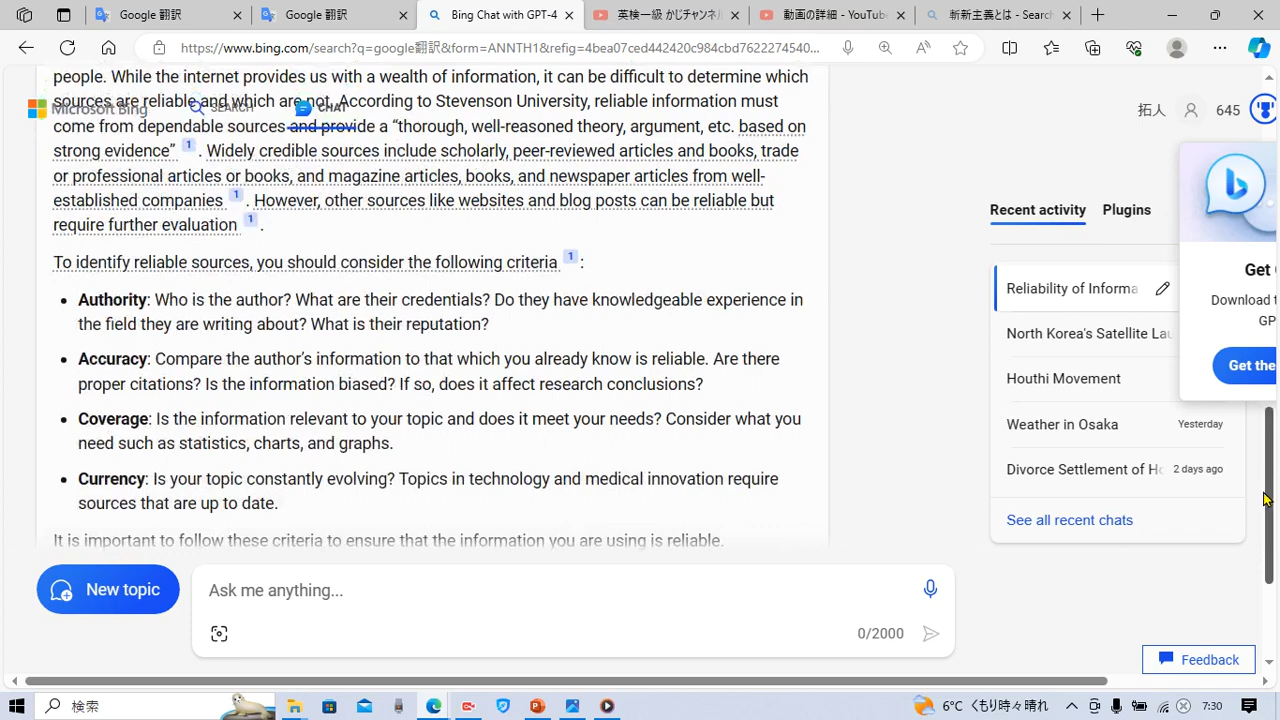 Google 翻訳
Google 翻訳
Bing Chat with GPT-4
英検一級 かじチャンネル
動画の詳細 - YouTube
斬新主義とは - Search
https://www.bing.com/search?q=google翻訳&form=ANNTH1&refig=4bea07ced442420c984cbd7622274540...
people. While the internet provides us with a wealth of information, it can be difficult to determine which
sources are reliable and which are not. According to Stevenson University, reliable information must
Microsoft Bing
SEARCH
CHAT
拓人
645
come from dependable sources and provide a “thorough, well-reasoned theory, argument, etc. based on
strong evidence” 1 . Widely credible sources include scholarly, peer-reviewed articles and books, trade
or professional articles or books, and magazine articles, books, and newspaper articles from well-
established companies 1 . However, other sources like websites and blog posts can be reliable but
require further evaluation 1 .
To identify reliable sources, you should consider the following criteria 1 :
• Authority: Who is the author? What are their credentials? Do they have knowledgeable experience in
the field they are writing about? What is their reputation?
• Accuracy: Compare the author’s information to that which you already know is reliable. Are there
proper citations? Is the information biased? If so, does it affect research conclusions?
• Coverage: Is the information relevant to your topic and does it meet your needs? Consider what you
need such as statistics, charts, and graphs.
• Currency: Is your topic constantly evolving? Topics in technology and medical innovation require
sources that are up to date.
It is important to follow these criteria to ensure that the information you are using is reliable.
Recent activity
Plugins
Reliability of Informa
North Korea's Satellite Lau
Houthi Movement
Weather in Osaka
Yesterday
Divorce Settlement of Ho
2 days ago
See all recent chats
Get
Download t
GP
Get the
New topic
Ask me anything...
0/2000
Feedback
検索
6°C くもり時々晴れ
7:30